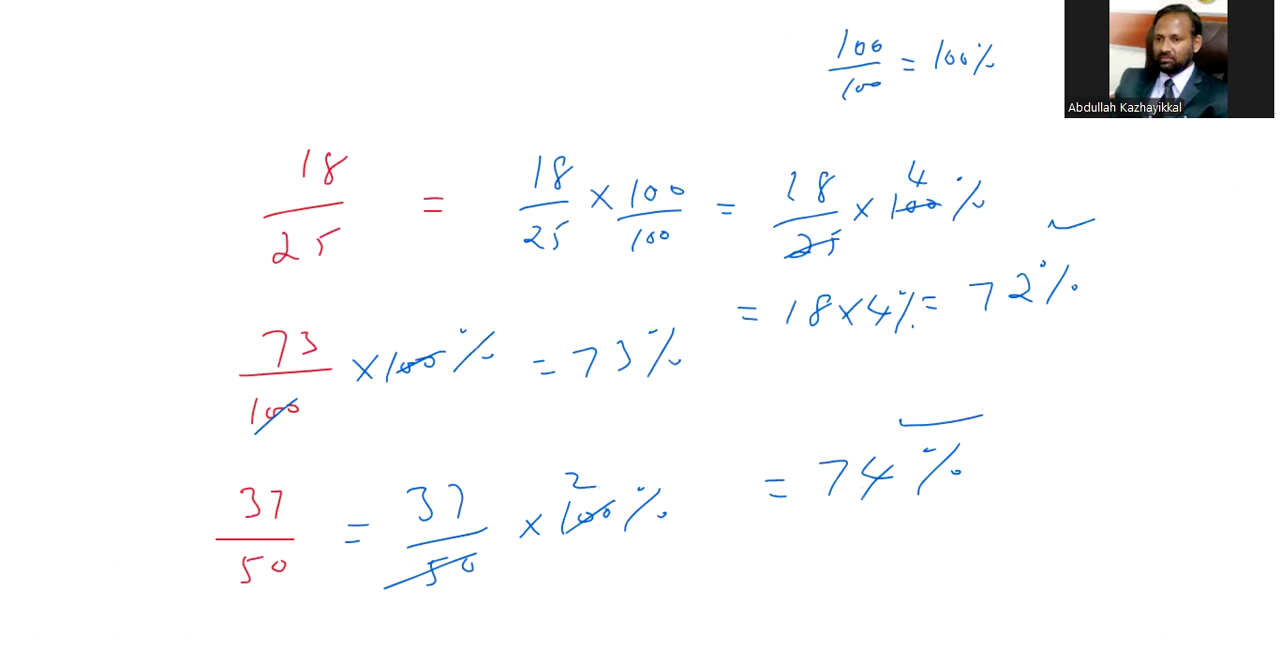 100/100 = 100%
Abdullah Kazhayikkal
18/25 = 18/25 × 100/100 = 18/25 × 100% 4
= 18×4% = 72%
73/100 × 100% = 73%
37/50 = 37/50 × 100% 2 = 74%